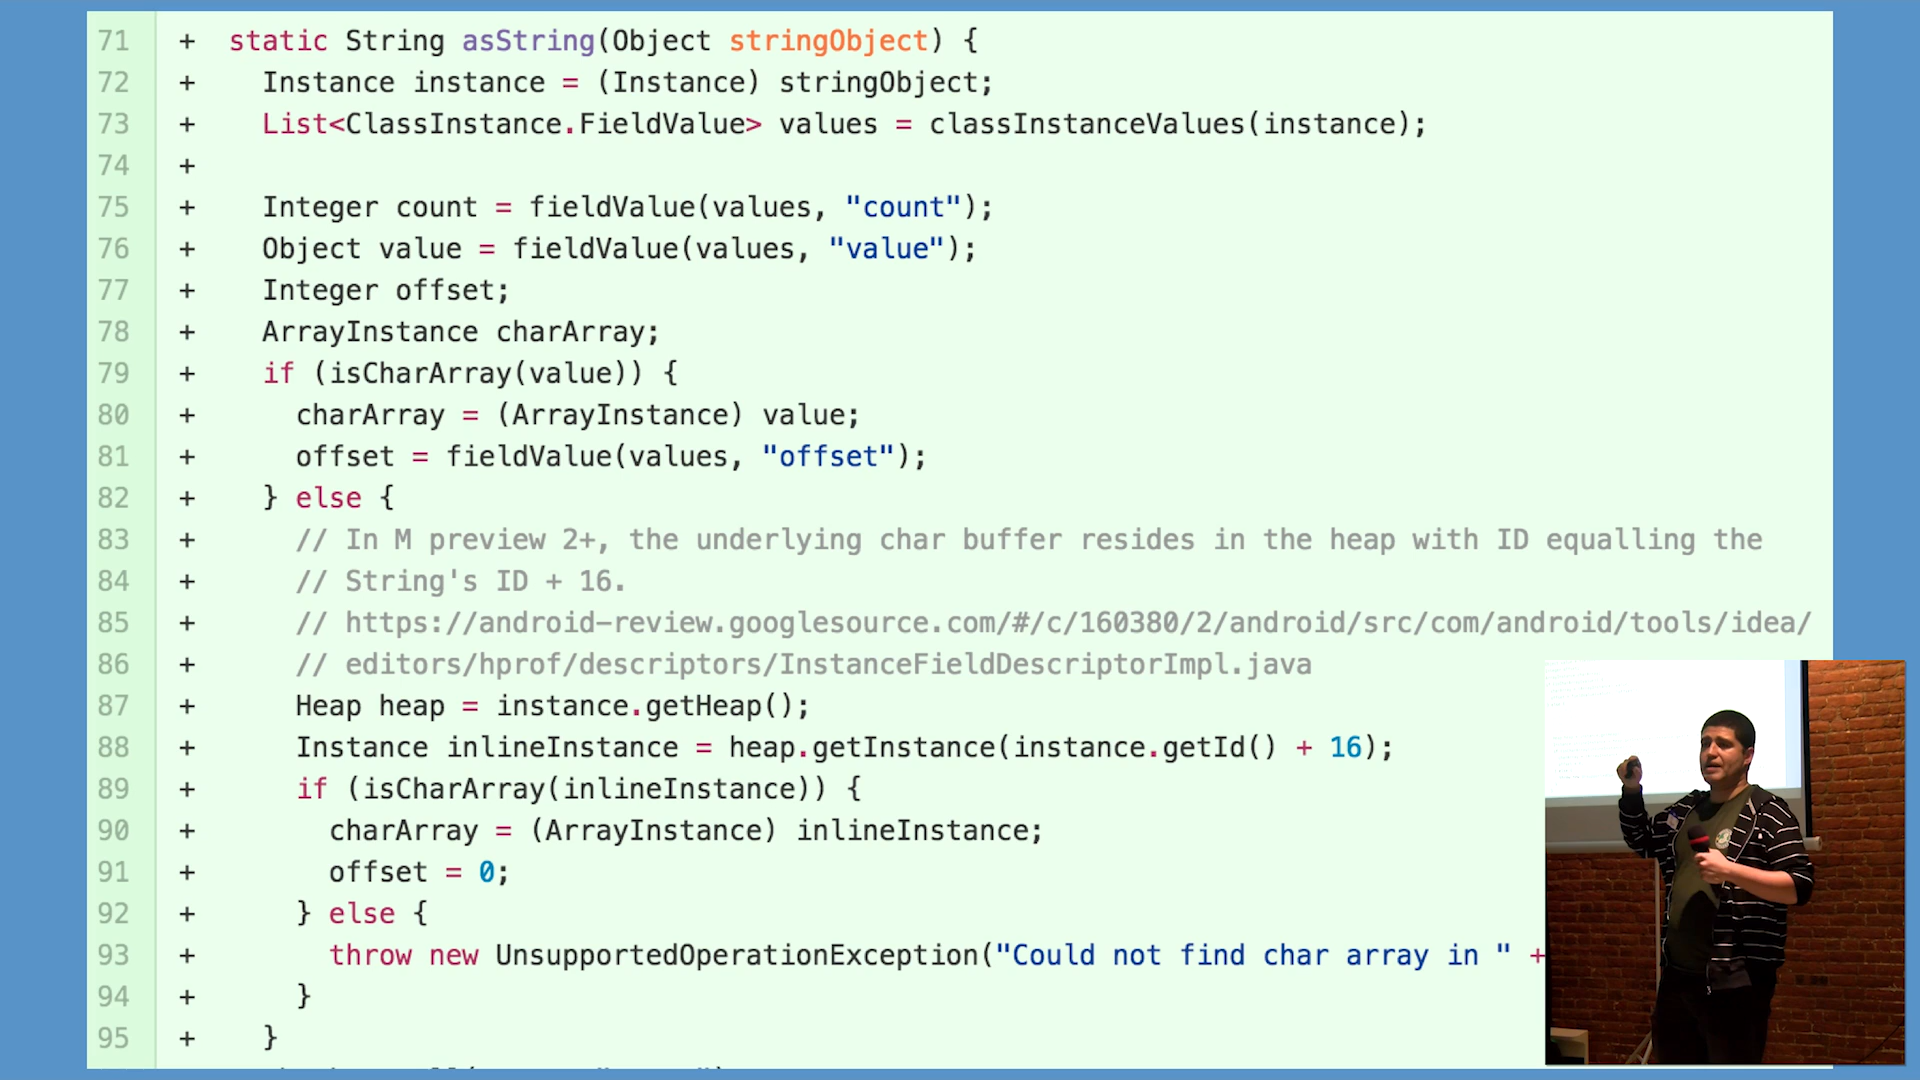 71 + static String asString(Object stringObject) {
72 + Instance instance = (Instance) stringObject;
73 + List<ClassInstance.FieldValue> values = classInstanceValues(instance);
74 +
75 + Integer count = fieldValue(values, "count");
76 + Object value = fieldValue(values, "value");
77 + Integer offset;
78 + ArrayInstance charArray;
79 + if (isCharArray(value)) {
80 + charArray = (ArrayInstance) value;
81 + offset = fieldValue(values, "offset");
82 + } else {
83 + // In M preview 2+, the underlying char buffer resides in the heap with ID equalling the
84 + // String's ID + 16.
85 + // https://android-review.googlesource.com/#/c/160380/2/android/src/com/android/tools/idea/
86 + // editors/hprof/descriptors/InstanceFieldDescriptorImpl.java
87 + Heap heap = instance.getHeap();
88 + Instance inlineInstance = heap.getInstance(instance.getId() + 16);
89 + if (isCharArray(inlineInstance)) {
90 + charArray = (ArrayInstance) inlineInstance;
91 + offset = 0;
92 + } else {
93 + throw new UnsupportedOperationException("Could not find char array in " +
94 + }
95 + }